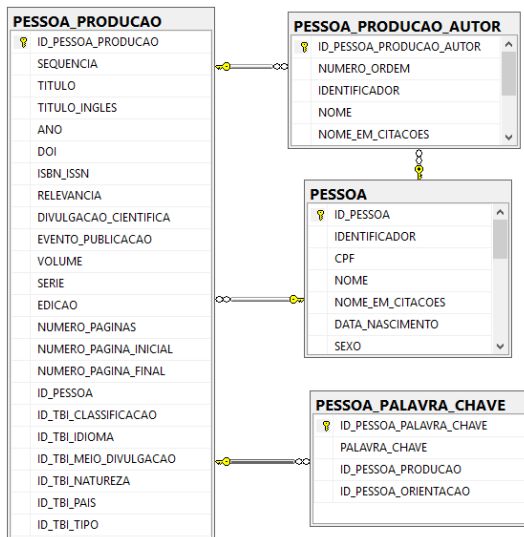 PESSOA_PRODUCAO
ID_PESSOA_PRODUCAO
SEQUENCIA
TITULO
TITULO_INGLES
ANO
DOI
ISBN_ISSN
RELEVANCIA
DIVULGACAO_CIENTIFICA
EVENTO_PUBLICACAO
VOLUME
SERIE
EDICAO
NUMERO_PAGINAS
NUMERO_PAGINA_INICIAL
NUMERO_PAGINA_FINAL
ID_PESSOA
ID_TBI_CLASSIFICACAO
ID_TBI_IDIOMA
ID_TBI_MEIO_DIVULGACAO
ID_TBI_NATUREZA
ID_TBI_PAIS
ID_TBI_TIPO
PESSOA_PRODUCAO_AUTOR
ID_PESSOA_PRODUCAO_AUTOR
NUMERO_ORDEM
IDENTIFICADOR
NOME
NOME_EM_CITACOES
PESSOA
ID_PESSOA
IDENTIFICADOR
CPF
NOME
NOME_EM_CITACOES
DATA_NASCIMENTO
SEXO
PESSOA_PALAVRA_CHAVE
ID_PESSOA_PALAVRA_CHAVE
PALAVRA_CHAVE
ID_PESSOA_PRODUCAO
ID_PESSOA_ORIENTACAO